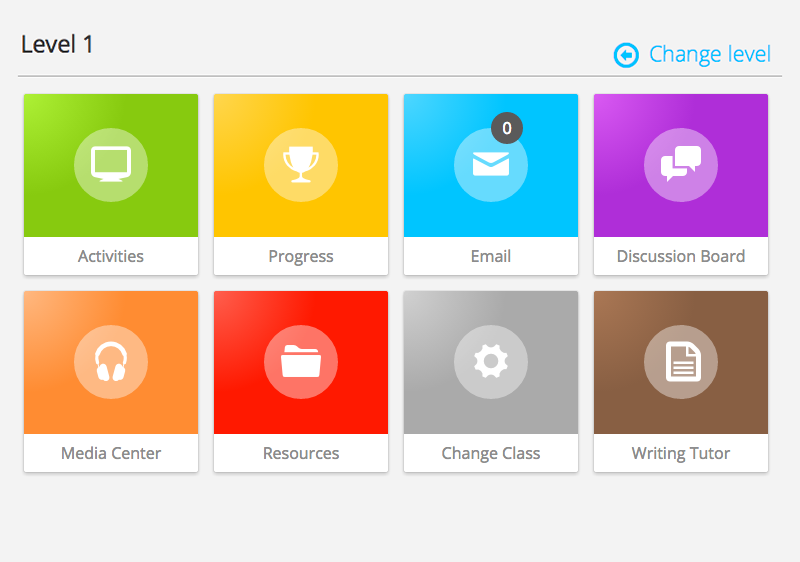 Level 1
Change level
0
Activities
Progress
Email
Discussion Board
Media Center
Resources
Change Class
Writing Tutor